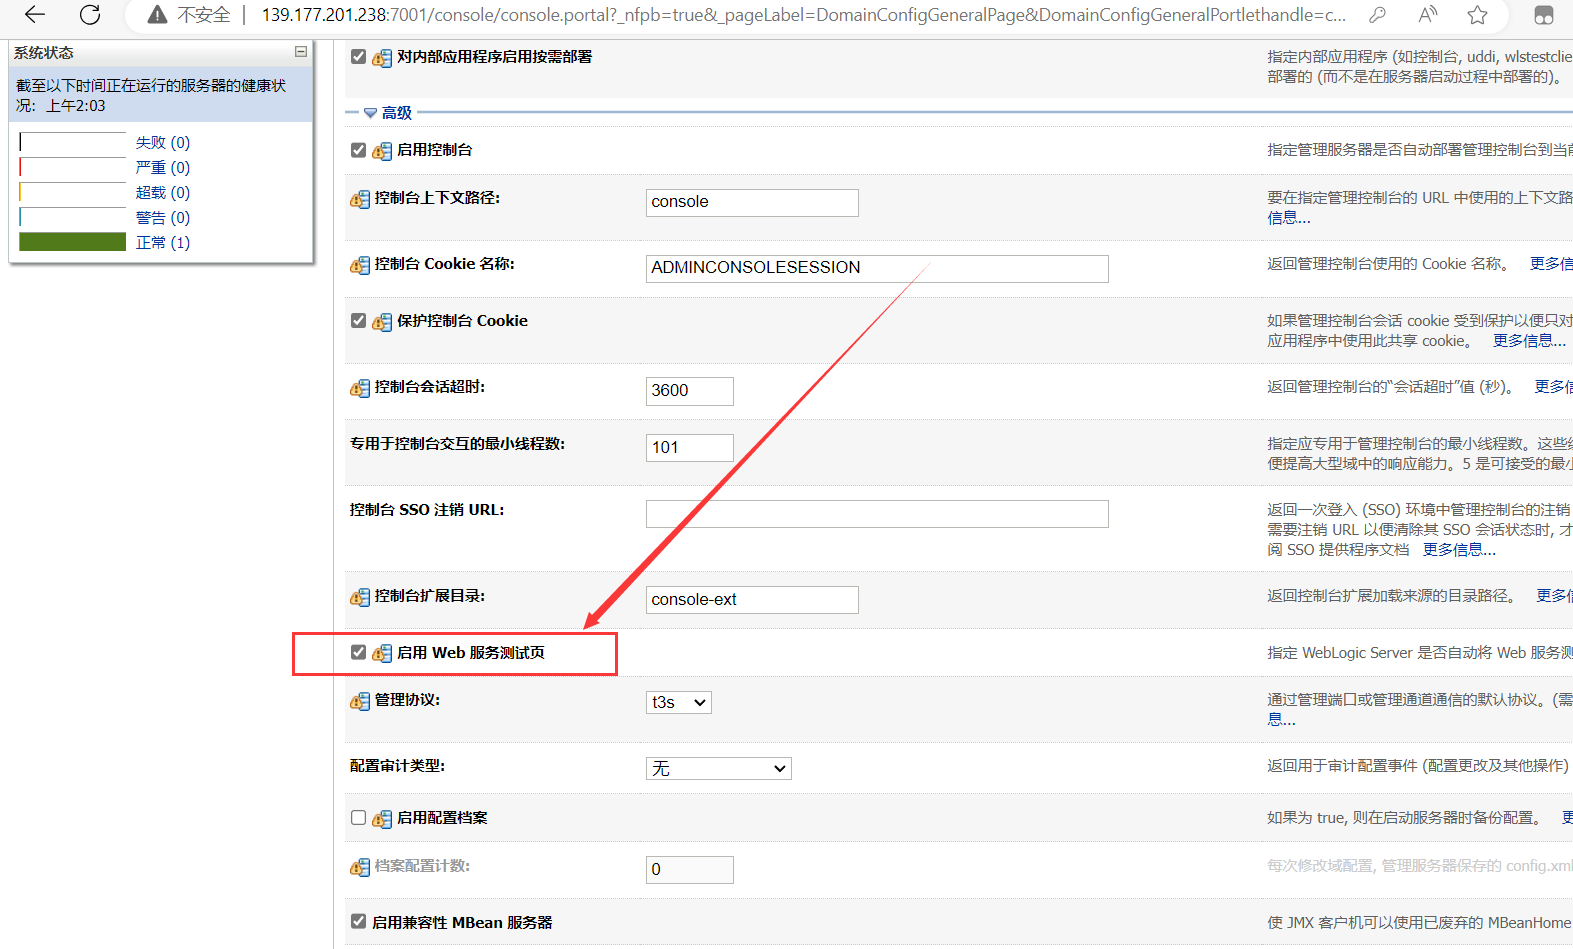 不安全 139.177.201.238:7001/console/console.portal?_nfpb=true&_pageLabel=DomainConfigGeneralPage&DomainConfigGeneralPortlethandle=c...
系统状态
截至以下时间正在运行的服务器的健康状
况: 上午2:03
失败 (0)
严重 (0)
超载 (0)
警告 (0)
正常 (1)
对内部应用程序启用按需部署
指定内部应用程序 (如控制台, uddi, wlstestclie
部署的 (而不是在服务器启动过程中部署的)。
高级
启用控制台
指定管理服务器是否自动部署管理控制台到当前
控制台上下文路径:
console
要在指定管理控制台的 URL 中使用的上下文路
信息...
控制台 Cookie 名称:
ADMINCONSOLESESSION
返回管理控制台使用的 Cookie 名称。 更多信
保护控制台 Cookie
如果管理控制台会话 cookie 受到保护以便只对
应用程序中使用此共享 cookie。 更多信息...
控制台会话超时:
3600
返回管理控制台的“会话超时”值 (秒)。 更多信
专用于控制台交互的最小线程数:
101
指定应专用于管理控制台的最小线程数。这些线
便提高大型域中的响应能力。5 是可接受的最小
控制台 SSO 注销 URL:
返回一次登入 (SSO) 环境中管理控制台的注销
需要注销 URL 以便清除其 SSO 会话状态时, 才
阅 SSO 提供程序文档 更多信息...
控制台扩展目录:
console-ext
返回控制台扩展加载来源的目录路径。 更多信
启用 Web 服务测试页
指定 WebLogic Server 是否自动将 Web 服务测
管理协议:
t3s
通过管理端口或管理通道通信的默认协议。(需
息...
配置审计类型:
无
返回用于审计配置事件 (配置更改及其他操作)
启用配置档案
如果为 true, 则在启动服务器时备份配置。 更
档案配置计数:
0
每次修改域配置, 管理服务器保存的 config.xml
启用兼容性 MBean 服务器
使 JMX 客户机可以使用已废弃的 MBeanHome